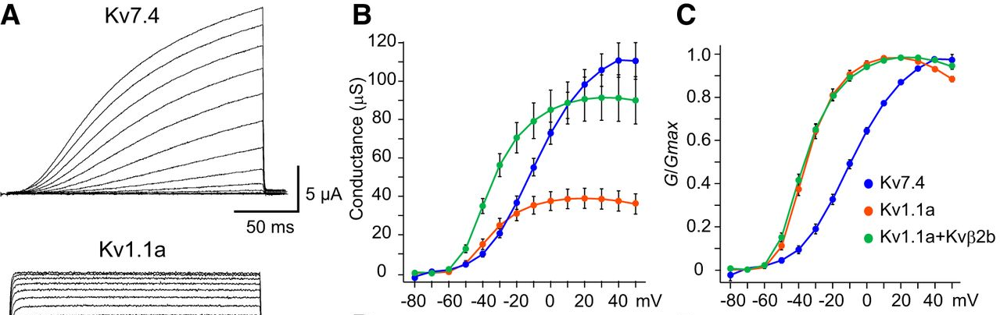 A
Kv7.4
5 µA
50 ms
Kv1.1a
B
Conductance (µS)
120
100
80
60
40
20
0
-80 -60 -40 -20 0 20 40 mV
C
G/Gmax
1.0
0.8
0.6
0.4
0.2
0
Kv7.4
Kv1.1a
Kv1.1a+Kvβ2b
-80 -60 -40 -20 0 20 40 mV